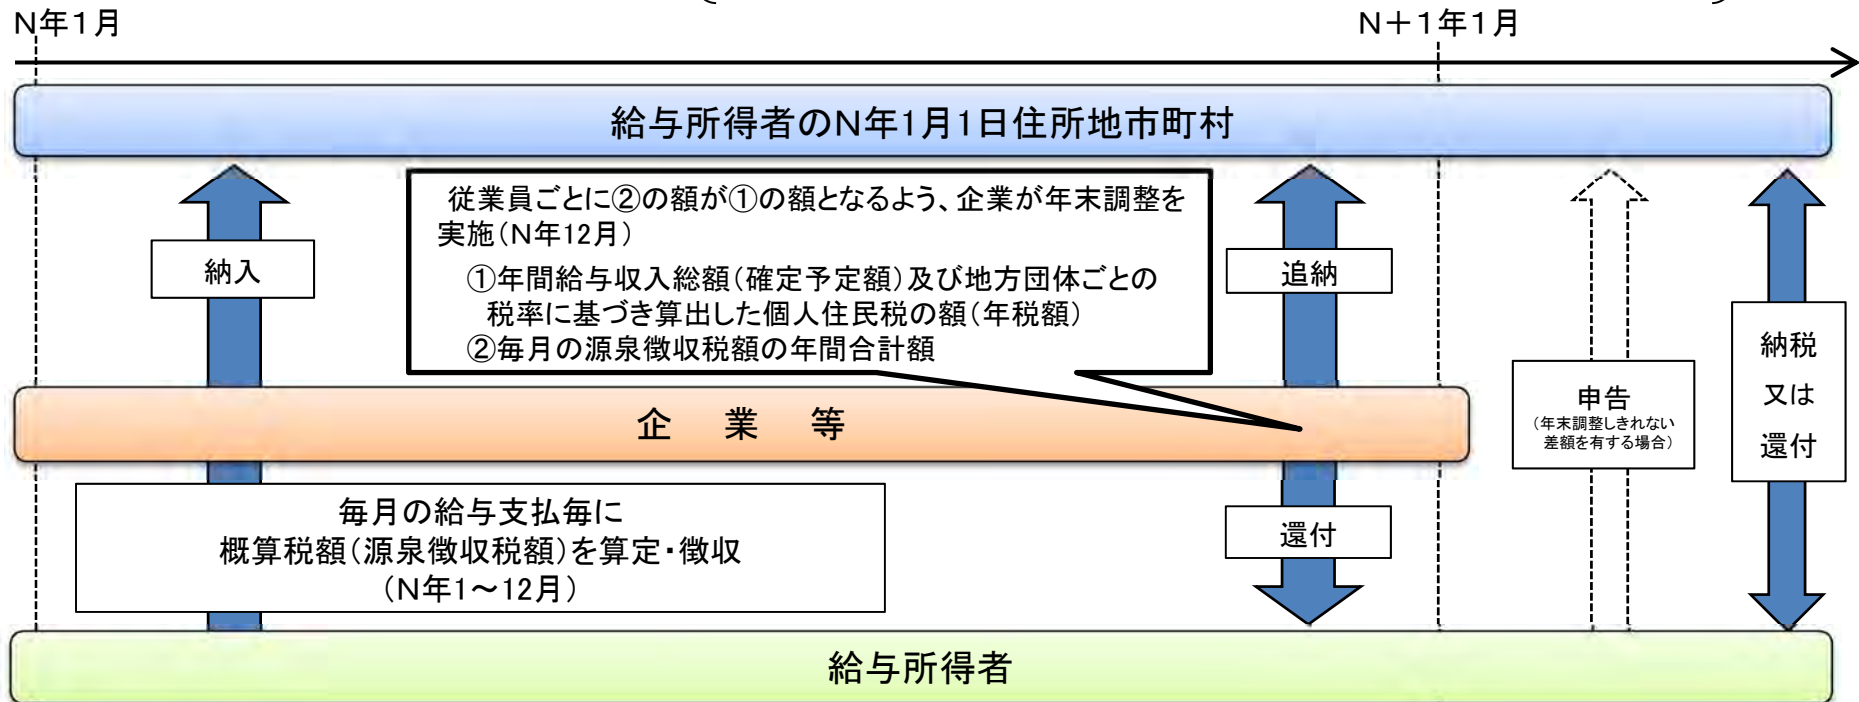 N年1月
N＋1年1月
給与所得者のN年1月1日住所地市町村
従業員ごとに②の額が①の額となるよう、企業が年末調整を
実施(N年12月)
①年間給与収入総額(確定予定額)及び地方団体ごとの
税率に基づき算出した個人住民税の額(年税額)
②毎月の源泉徴収税額の年間合計額
納入
追納
納税
又は
還付
申告
(年末調整しきれない
差額を有する場合)
企　業　等
毎月の給与支払毎に
概算税額(源泉徴収税額)を算定・徴収
(N年1～12月)
還付
給与所得者